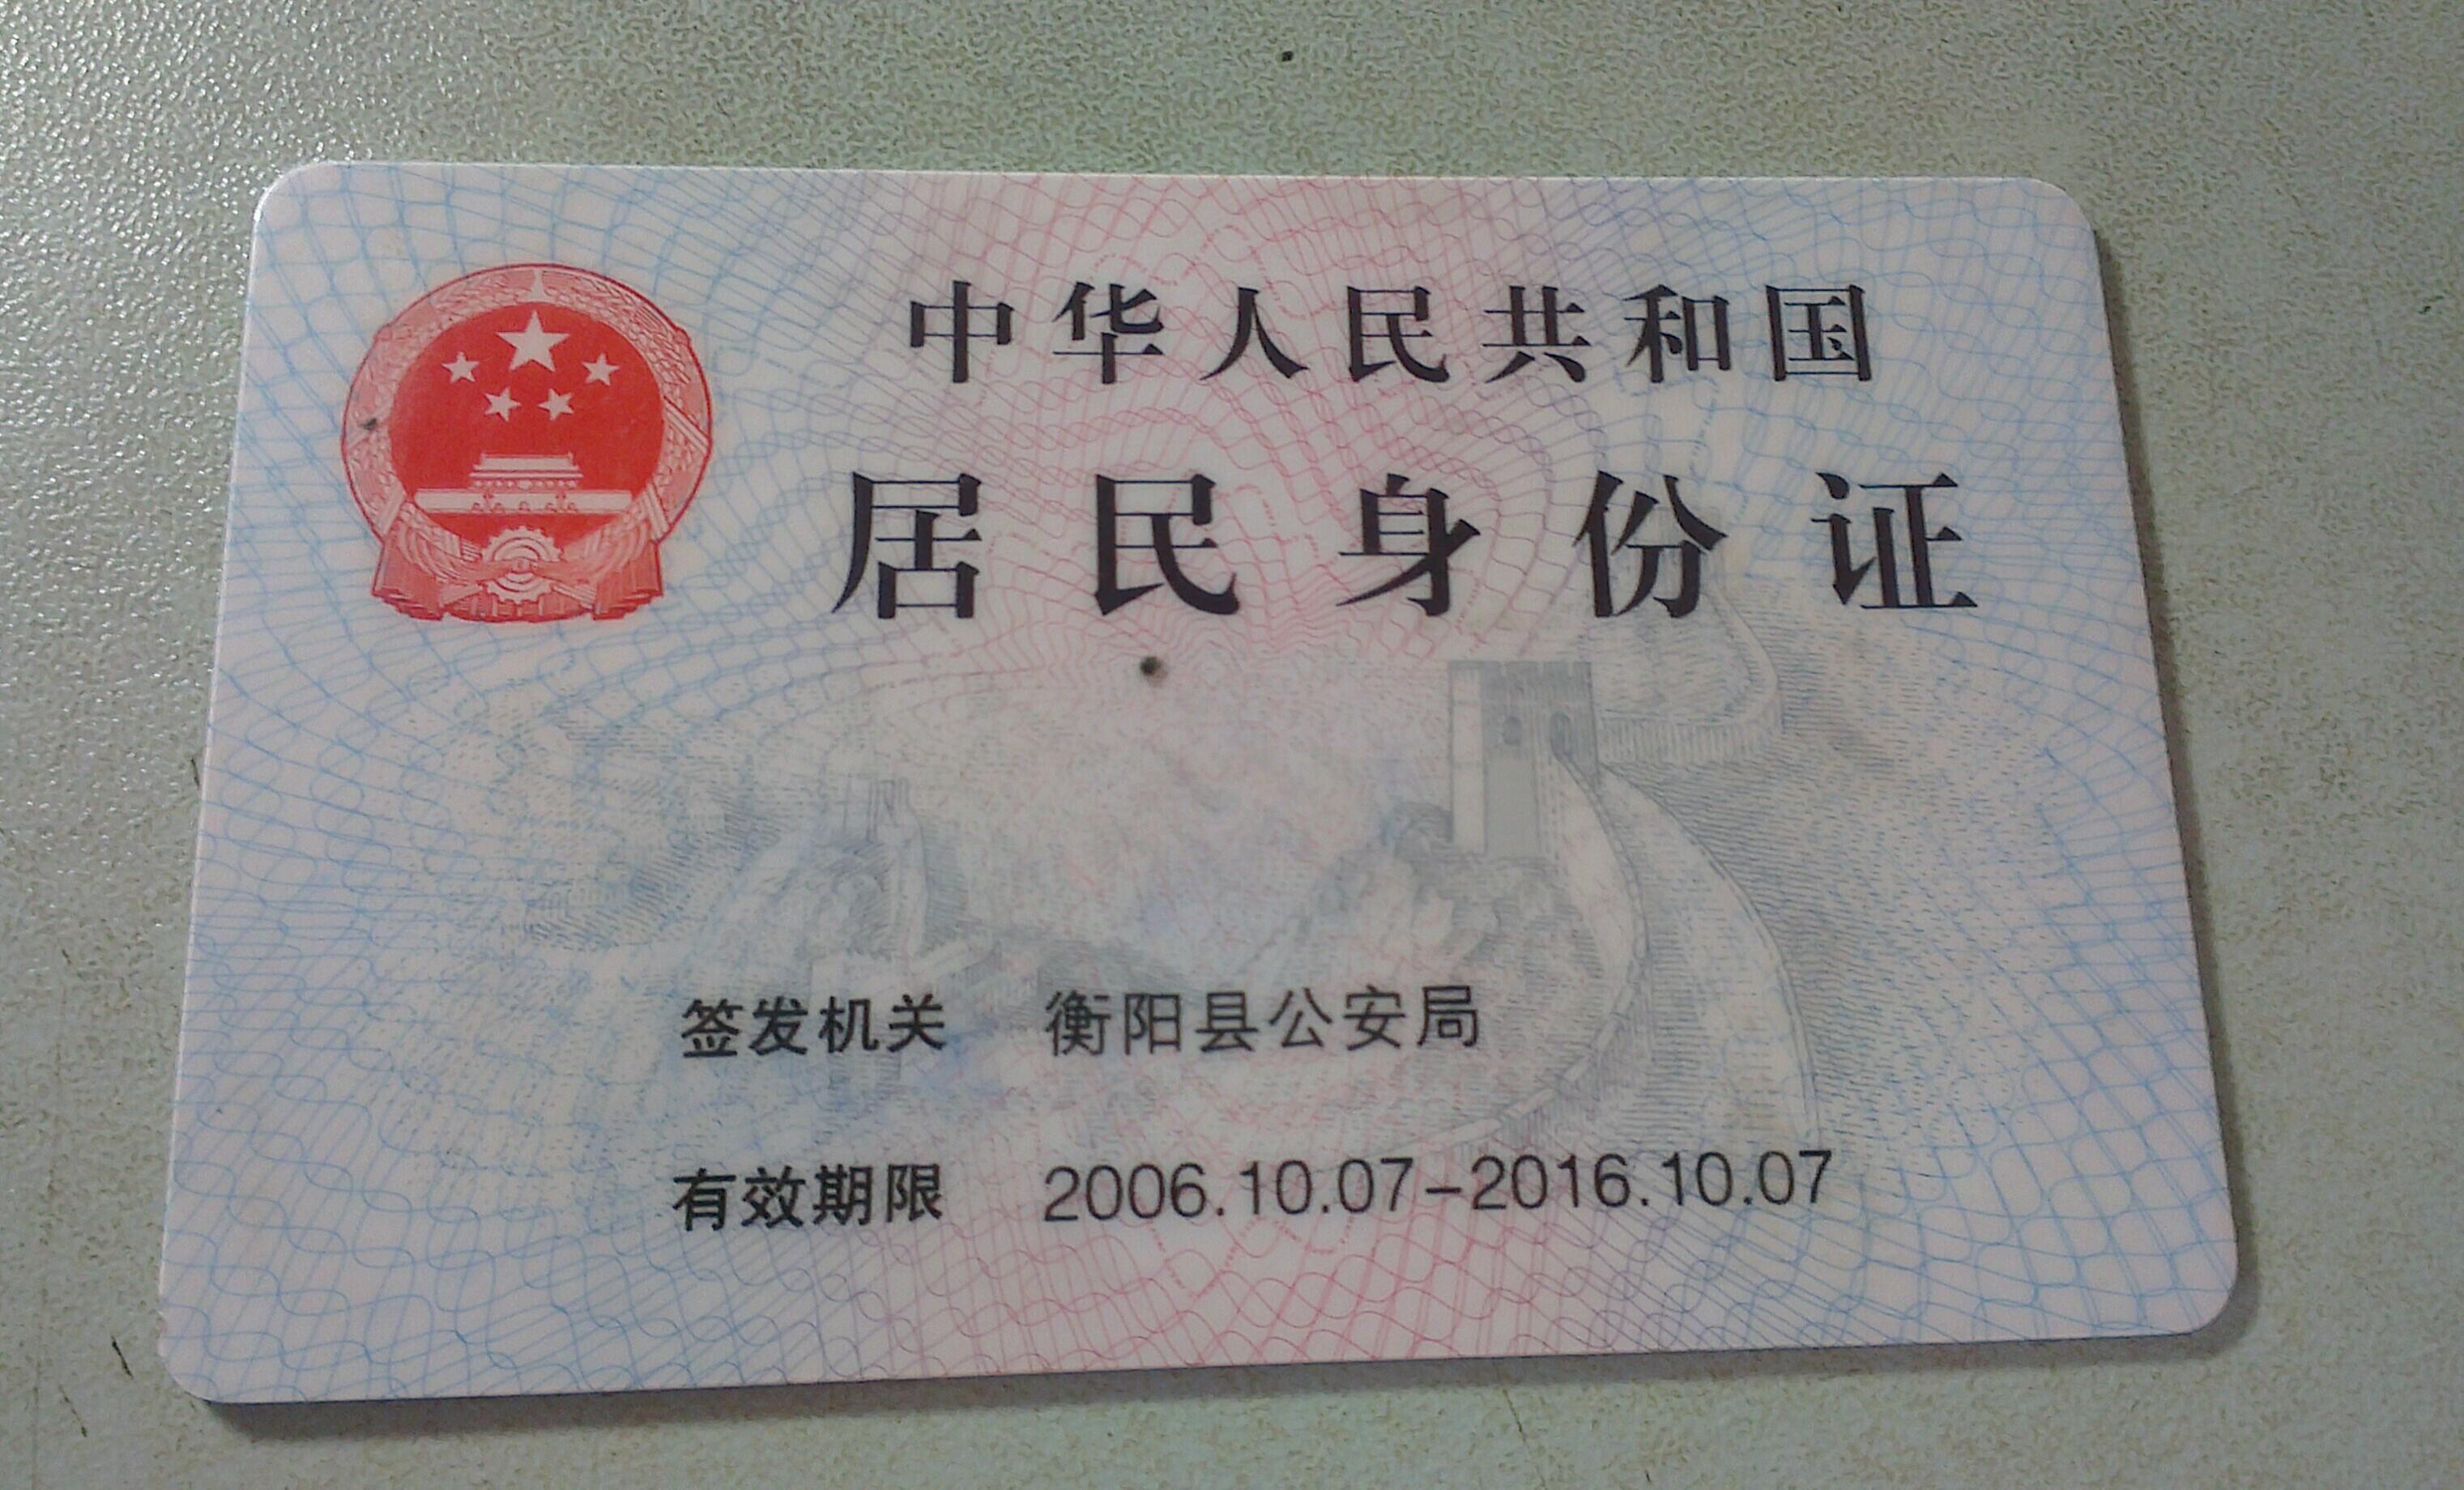 中华人民共和国
居民身份证
签发机关 衡阳县公安局
有效期限 2006.10.07-2016.10.07